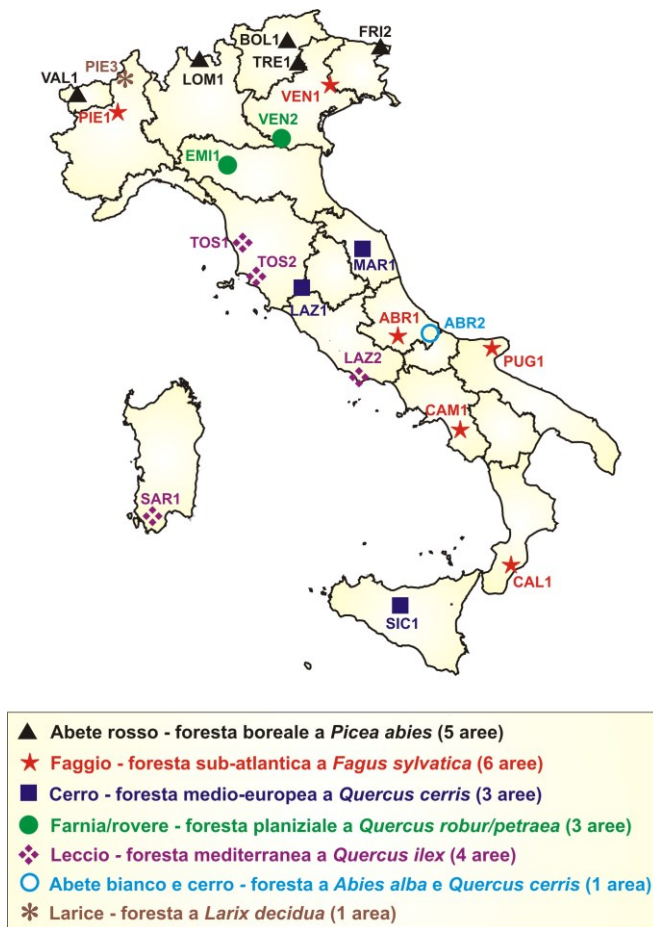 FRI2
BOL1
TRE1
PIE3
VAL1
LOM1
VEN1
PIE1
VEN2
EMI1
TOS1
TOS2
MAR1
LAZ1
ABR1
ABR2
LAZ2
PUG1
CAM1
SAR1
CAL1
SIC1
Abete rosso - foresta boreale a Picea abies (5 aree)
Faggio - foresta sub-atlantica a Fagus sylvatica (6 aree)
Cerro - foresta medio-europea a Quercus cerris (3 aree)
Farnia/rovere - foresta planiziale a Quercus robur/petraea (3 aree)
Leccio - foresta mediterranea a Quercus ilex (4 aree)
Abete bianco e cerro - foresta a Abies alba e Quercus cerris (1 area)
Larice - foresta a Larix decidua (1 area)